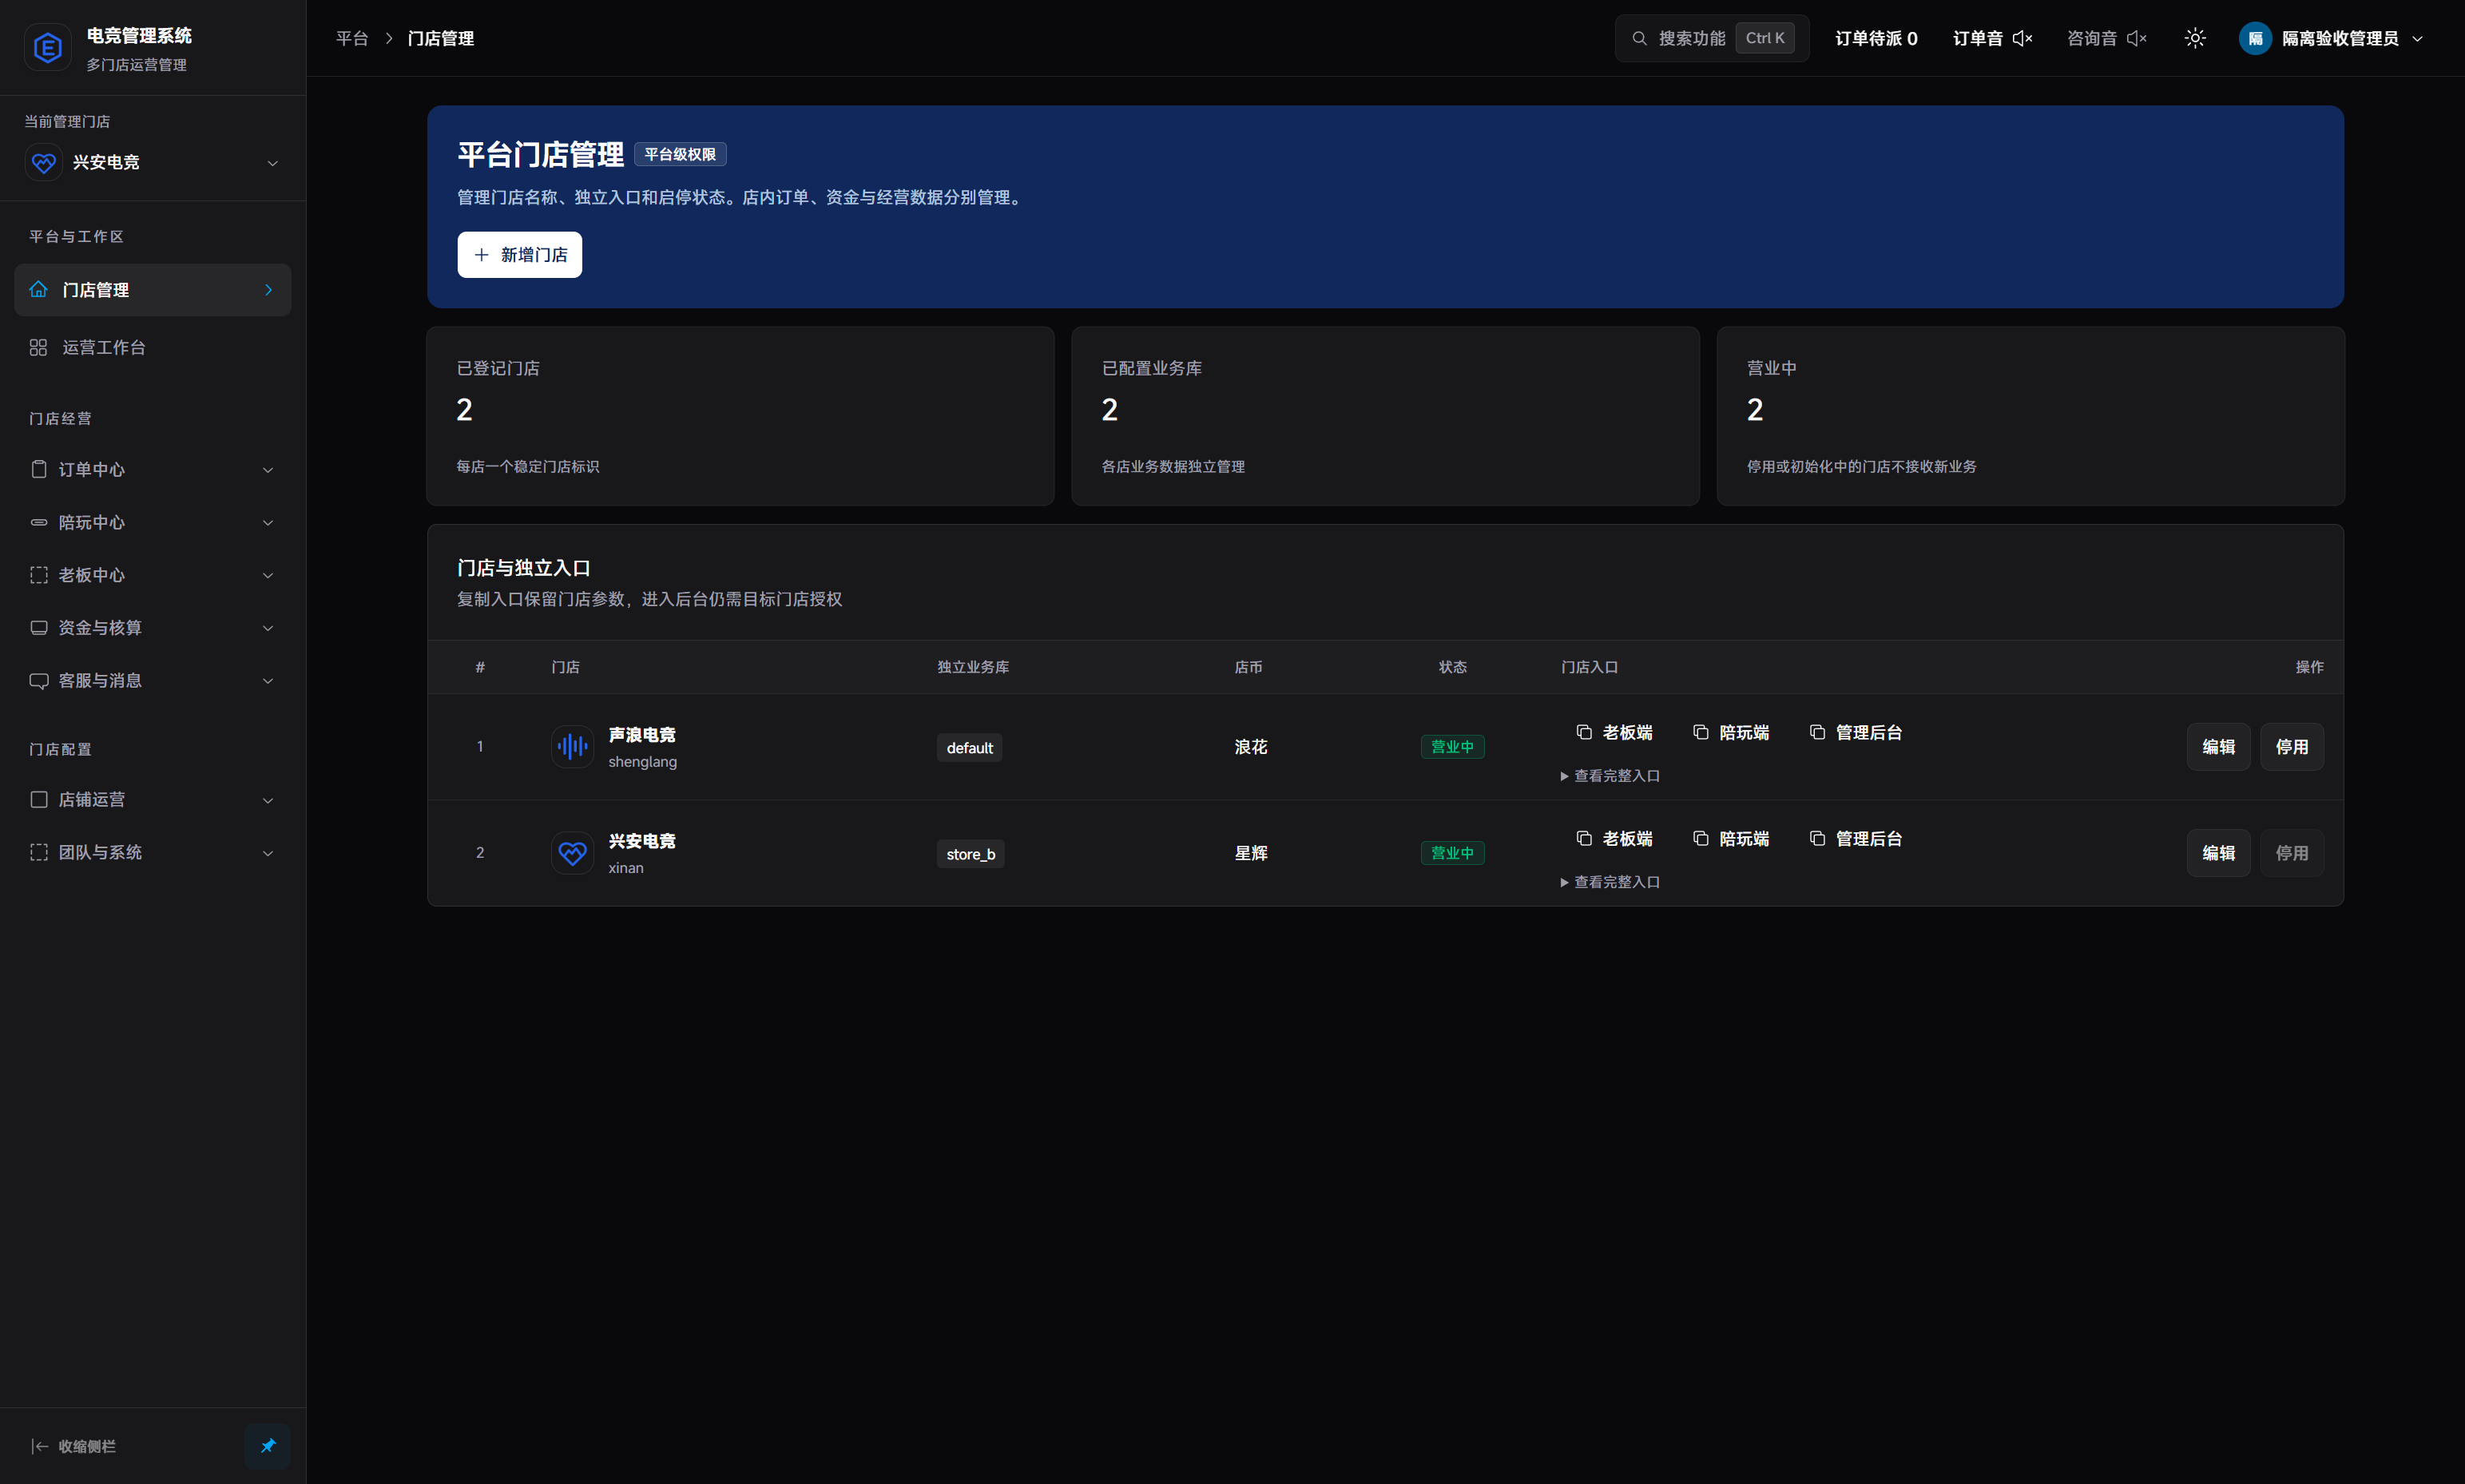 电竞管理系统
多门店运营管理
当前管理门店
兴安电竞
平台与工作区
门店管理
运营工作台
门店经营
订单中心
陪玩中心
老板中心
资金与核算
客服与消息
门店配置
店铺运营
团队与系统
收缩侧栏
平台 > 门店管理
搜索功能 Ctrl K 订单待派 0 订单音 咨询音 隔 隔离验收管理员
平台门店管理 平台级权限
管理门店名称、独立入口和启停状态。店内订单、资金与经营数据分别管理。
+ 新增门店
已登记门店
2
每店一个稳定门店标识
已配置业务库
2
各店业务数据独立管理
营业中
2
停用或初始化中的门店不接收新业务
门店与独立入口
复制入口保留门店参数，进入后台仍需目标门店授权
# 门店 独立业务库 店币 状态 门店入口 操作
1 声浪电竞 default 浪花 营业中 老板端 陪玩端 管理后台 编辑 停用
shenglang
查看完整入口
2 兴安电竞 store_b 星辉 营业中 老板端 陪玩端 管理后台 编辑 停用
xinan
查看完整入口